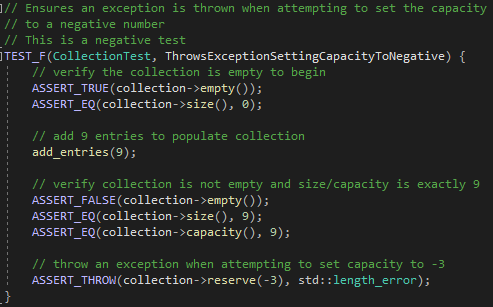 // Ensures an exception is thrown when attempting to set the capacity
// to a negative number
// This is a negative test
TEST_F(CollectionTest, ThrowsExceptionSettingCapacityToNegative) {
// verify the collection is empty to begin
ASSERT_TRUE(collection->empty());
ASSERT_EQ(collection->size(), 0);
// add 9 entries to populate collection
add_entries(9);
// verify collection is not empty and size/capacity is exactly 9
ASSERT_FALSE(collection->empty());
ASSERT_EQ(collection->size(), 9);
ASSERT_EQ(collection->capacity(), 9);
// throw an exception when attempting to set capacity to -3
ASSERT_THROW(collection->reserve(-3), std::length_error);
}